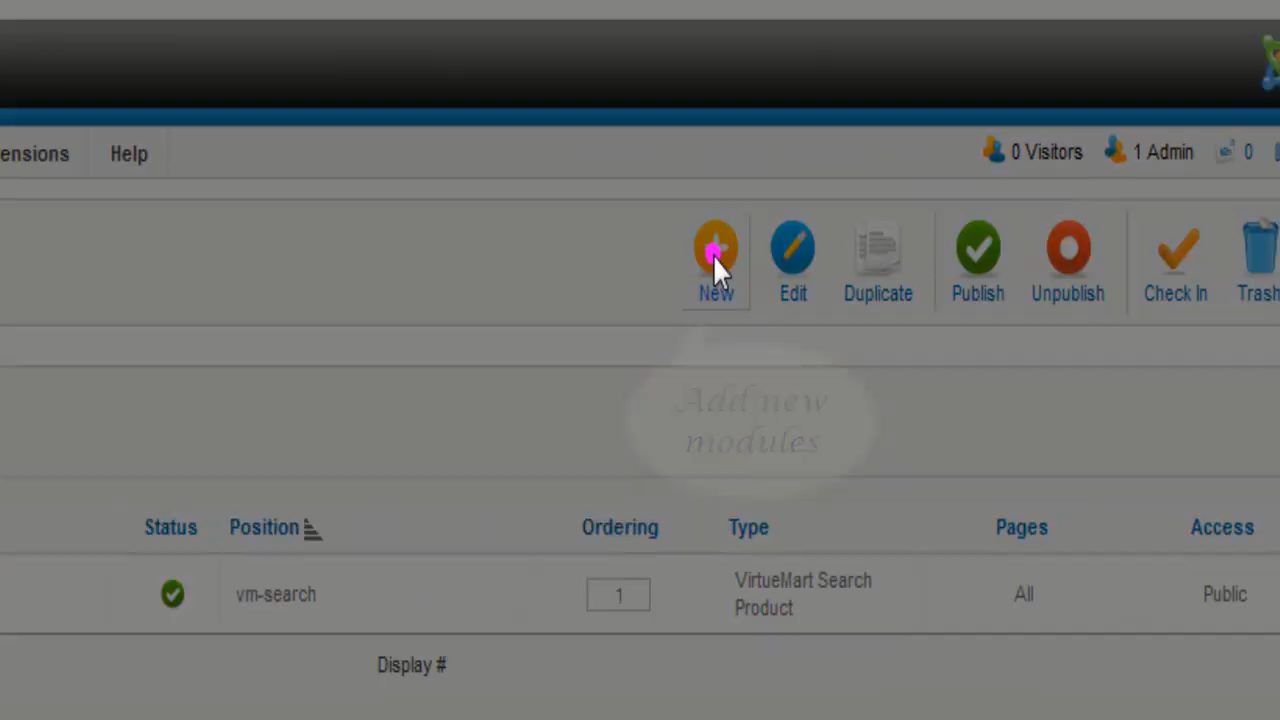 ensions Help 0 Visitors 1 Admin 0
New Edit Duplicate Publish Unpublish Check In Trash
Add new
modules
Status Position Ordering Type Pages Access
vm-search 1 VirtueMart Search
Product All Public
Display #